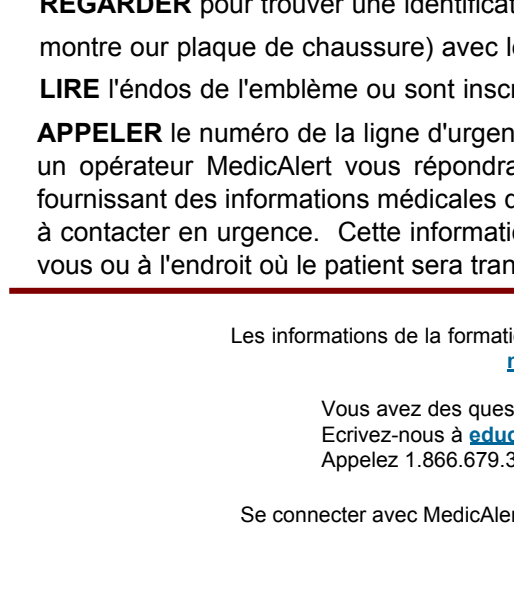 REGARDER pour trouver une identificat
montre our plaque de chaussure) avec l
LIRE l'éndos de l'emblème ou sont inscr
APPELER le numéro de la ligne d'urgen
un opérateur MedicAlert vous répondra
fournissant des informations médicales
à contacter en urgence. Cette informati
vous ou à l'endroit où le patient sera tran
Les informations de la formati
Vous avez des ques
Ecrivez-nous à educ
Appelez 1.866.679.3
Se connecter avec MedicAler